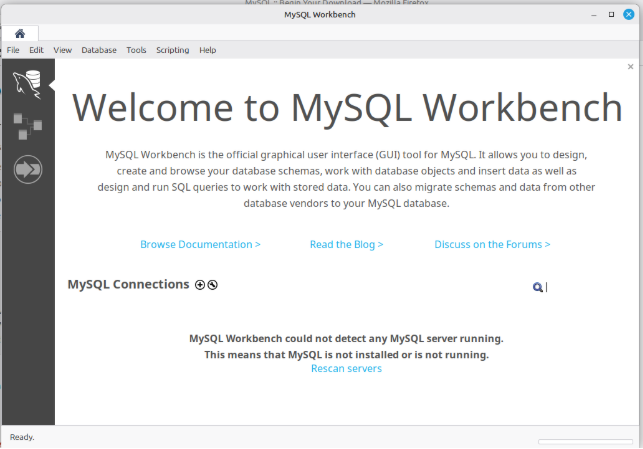 MySQL :: Begin Your Download — Mozilla Firefox
MySQL Workbench
File Edit View Database Tools Scripting Help
Welcome to MySQL Workbench
MySQL Workbench is the official graphical user interface (GUI) tool for MySQL. It allows you to design,
create and browse your database schemas, work with database objects and insert data as well as
design and run SQL queries to work with stored data. You can also migrate schemas and data from other
database vendors to your MySQL database.
Browse Documentation > Read the Blog > Discuss on the Forums >
MySQL Connections
MySQL Workbench could not detect any MySQL server running.
This means that MySQL is not installed or is not running.
Rescan servers
Ready.